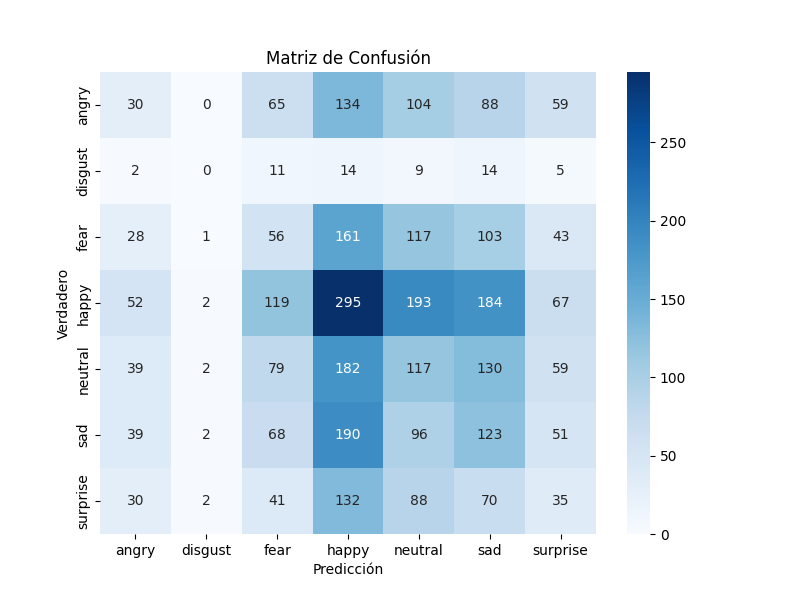 Matriz de Confusión
Verdadero
angry 30 0 65 134 104 88 59
disgust 2 0 11 14 9 14 5
fear 28 1 56 161 117 103 43
happy 52 2 119 295 193 184 67
neutral 39 2 79 182 117 130 59
sad 39 2 68 190 96 123 51
surprise 30 2 41 132 88 70 35
angry disgust fear happy neutral sad surprise
Predicción
250
200
150
100
50
0